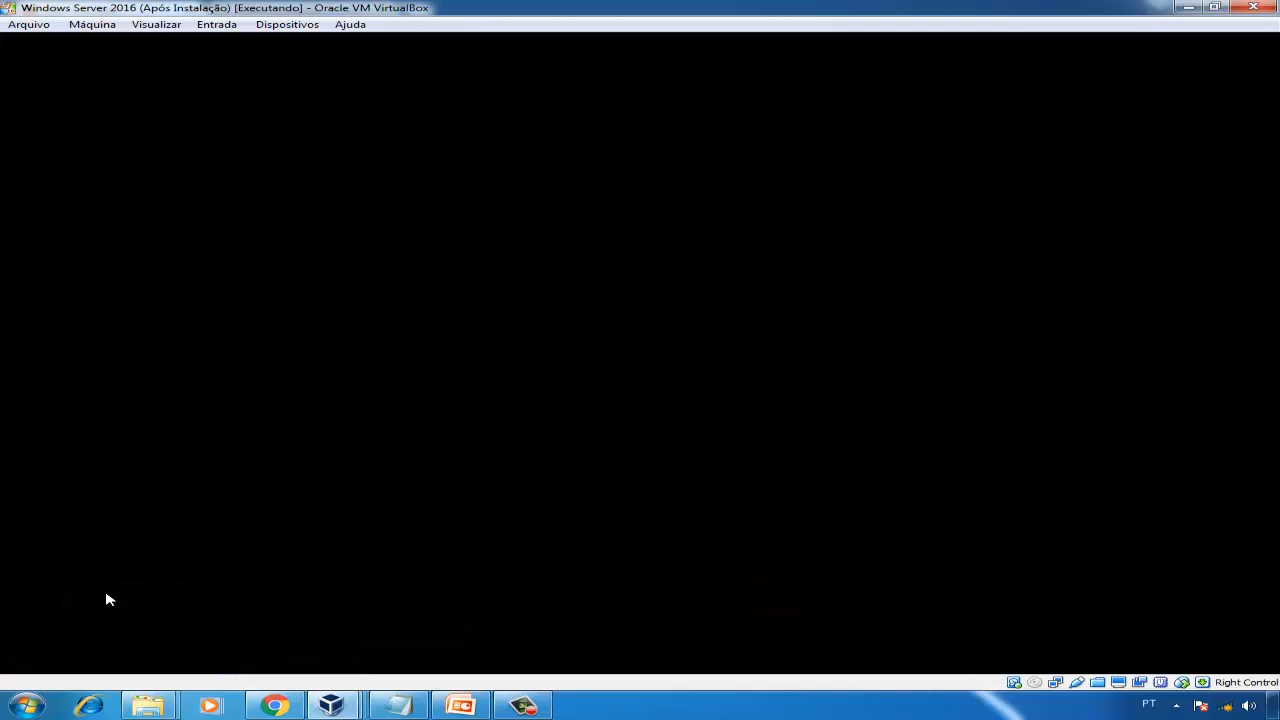 Windows Server 2016 (Após Instalação) [Executando] - Oracle VM VirtualBox
Arquivo Máquina Visualizar Entrada Dispositivos Ajuda
Right Control
PT